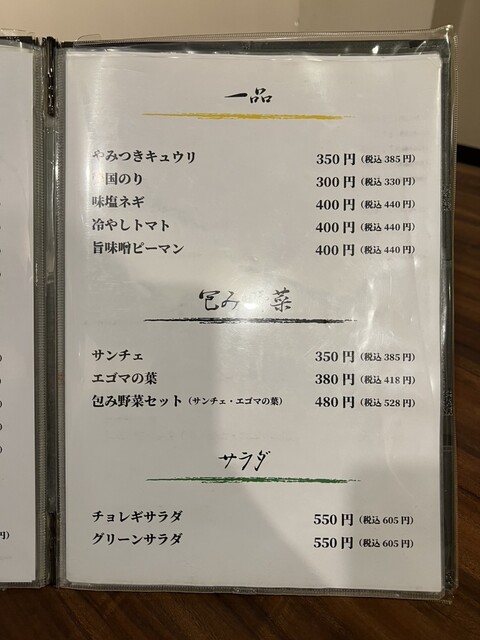 一品
やみつきキュウリ 350円(税込385円)
国のり 300円(税込330円)
味塩ネギ 400円(税込440円)
冷やしトマト 400円(税込440円)
旨味噌ピーマン 400円(税込440円)
包み 菜
サンチェ 350円(税込385円)
エゴマの葉 380円(税込418円)
包み野菜セット(サンチェ・エゴマの葉) 480円(税込528円)
サラダ
チョレギサラダ 550円(税込605円)
グリーンサラダ 550円(税込605円)